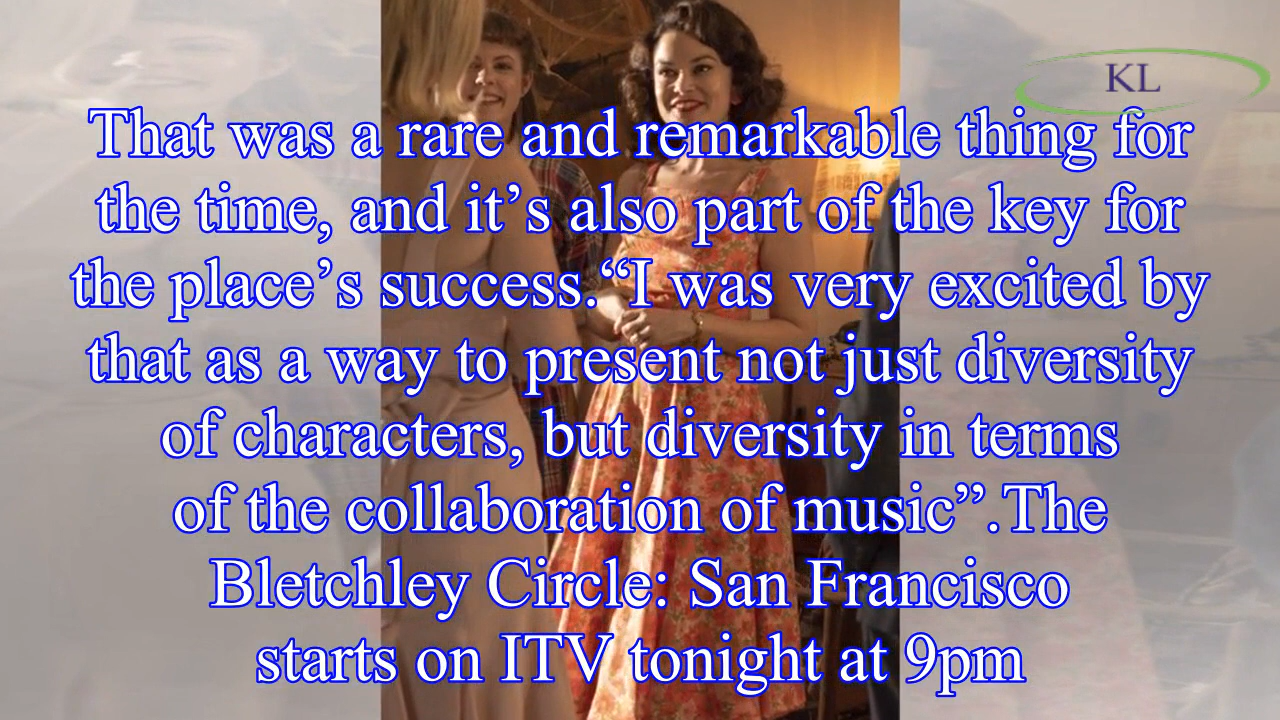 KL
That was a rare and remarkable thing for
the time, and it’s also part of the key for
the place’s success.“I was very excited by
that as a way to present not just diversity
of characters, but diversity in terms
of the collaboration of music”.The
Bletchley Circle: San Francisco
starts on ITV tonight at 9pm